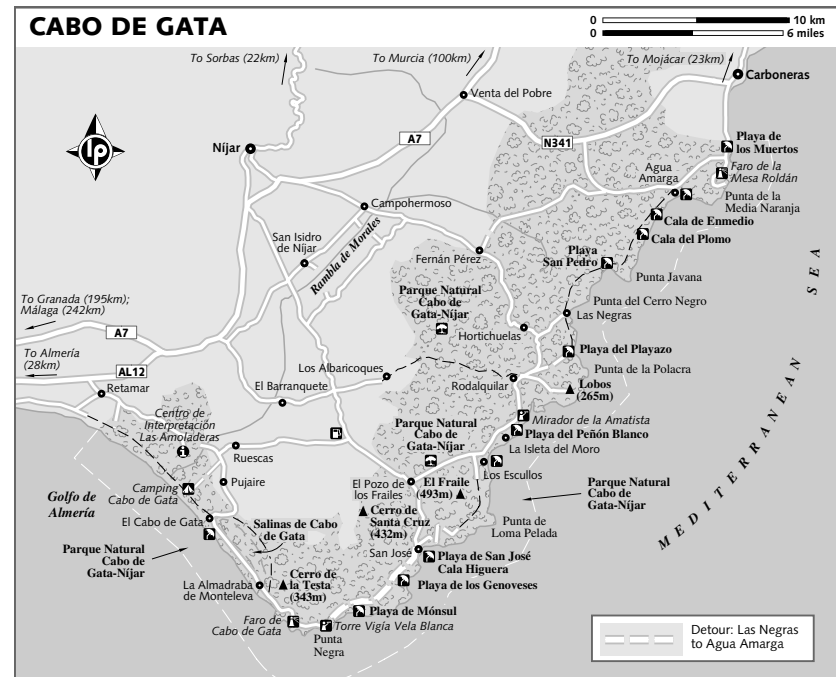 CABO DE GATA
0 10 km
0 6 miles
To Sorbas (22km)
To Murcia (100km)
To Mojácar (23km)
Carboneras
Venta del Pobre
lp
Níjar
A7
N341
Playa de
los Muertos
Agua
Amarga
Faro de la
Mesa Roldán
Punta de la
Media Naranja
Campohermoso
Cala de Enmedio
Cala del Plomo
San Isidro
de Níjar
Rambla de Morales
Fernán Pérez
Playa
San Pedro
Punta Javana
Parque Natural
Cabo de
Gata-Níjar
To Granada (195km);
Málaga (242km)
Punta del Cerro Negro
Las Negras
A7
Hortichuelas
To Almería
(28km)
AL12
Playa del Playazo
Los Albaricoques
Punta de la Polacra
Retamar
El Barranquete
Rodalquilar
Lobos
(265m)
Centro de
Interpretación
Las Amoladeras
Mirador de la Amatista
Parque Natural
Cabo de
Gata-Níjar
Playa del Peñón Blanco
La Isleta del Moro
Ruescas
Los Escullos
Pujaire
El Pozo de
los Frailes
El Fraile
(493m)
Parque Natural
Cabo de
Gata-Níjar
Camping
Cabo de Gata
Golfo de
Almería
El Cabo de Gata
Salinas de Cabo
de Gata
Cerro de
Santa Cruz
(432m)
Punta de
Loma Pelada
Parque Natural
Cabo de
Gata-Níjar
San José
Playa de San José
Cala Higuera
Cerro de
la Testa
(343m)
Playa de los Genoveses
La Almadraba
de Monteleva
Playa de Mónsul
Faro de
Cabo de Gata
Torre Vigía Vela Blanca
Punta
Negra
MEDITERRANEAN SEA
Detour: Las Negras
to Agua Amarga